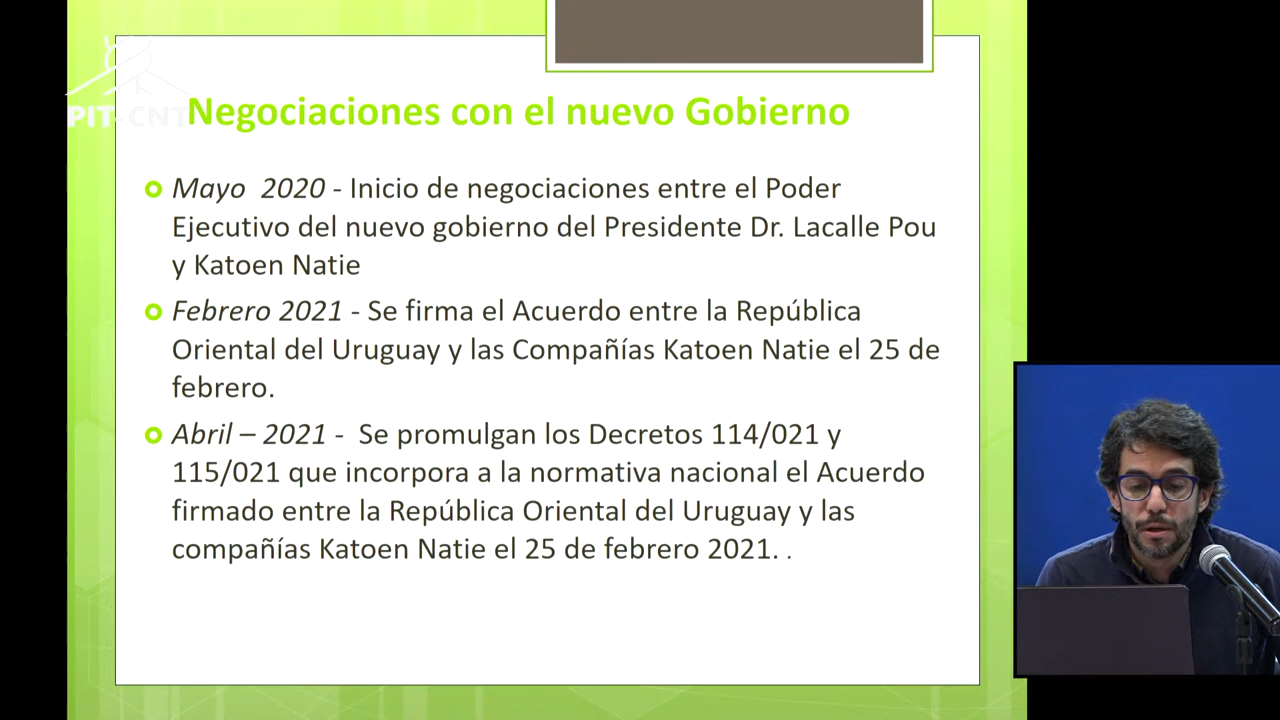 PIT-CNT
Negociaciones con el nuevo Gobierno
Mayo 2020 - Inicio de negociaciones entre el Poder
Ejecutivo del nuevo gobierno del Presidente Dr. Lacalle Pou
y Katoen Natie
Febrero 2021 - Se firma el Acuerdo entre la República
Oriental del Uruguay y las Compañías Katoen Natie el 25 de
febrero.
Abril – 2021 - Se promulgan los Decretos 114/021 y
115/021 que incorpora a la normativa nacional el Acuerdo
firmado entre la República Oriental del Uruguay y las
compañías Katoen Natie el 25 de febrero 2021. .